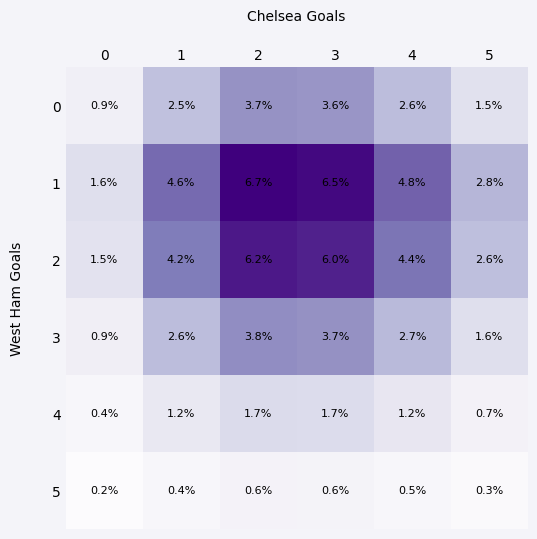 Chelsea Goals
0 1 2 3 4 5
0 0.9% 2.5% 3.7% 3.6% 2.6% 1.5%
1 1.6% 4.6% 6.7% 6.5% 4.8% 2.8%
West Ham Goals
2 1.5% 4.2% 6.2% 6.0% 4.4% 2.6%
3 0.9% 2.6% 3.8% 3.7% 2.7% 1.6%
4 0.4% 1.2% 1.7% 1.7% 1.2% 0.7%
5 0.2% 0.4% 0.6% 0.6% 0.5% 0.3%